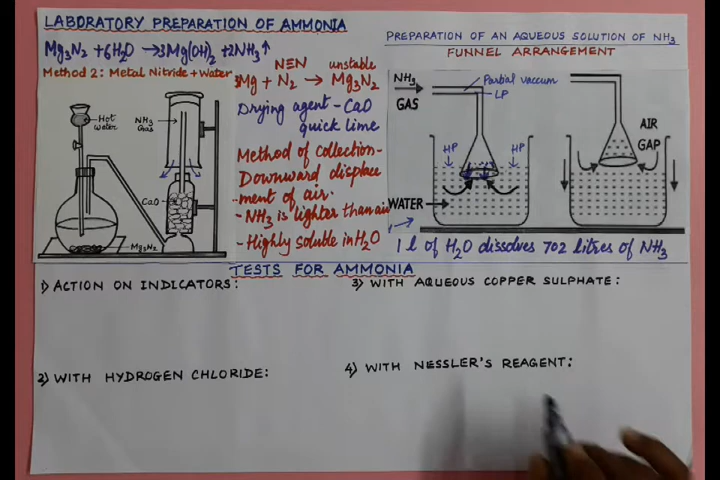 LABORATORY PREPARATION OF AMMONIA
Mg3N2 +6H2O →3Mg(OH)2 +2NH3↑
Method 2: Metal Nitride + Water
Hot
Water
NH3
Gas
CaO
Mg3N2
N≡N unstable
3Mg + N2 → Mg3N2
Drying agent - CaO
quick lime
Method of collection-
Downward displace
-ment of air.
- NH3 is lighter than air
- Highly soluble in H2O
PREPARATION OF AN AQUEOUS SOLUTION OF NH3
FUNNEL ARRANGEMENT
NH3
GAS
Partial vaccum
LP
HP
HP
WATER
AIR
GAP
1 l of H2O dissolves 702 litres of NH3
TESTS FOR AMMONIA
1) ACTION ON INDICATORS:
2) WITH HYDROGEN CHLORIDE:
3) WITH AQUEOUS COPPER SULPHATE:
4) WITH NESSLER'S REAGENT: